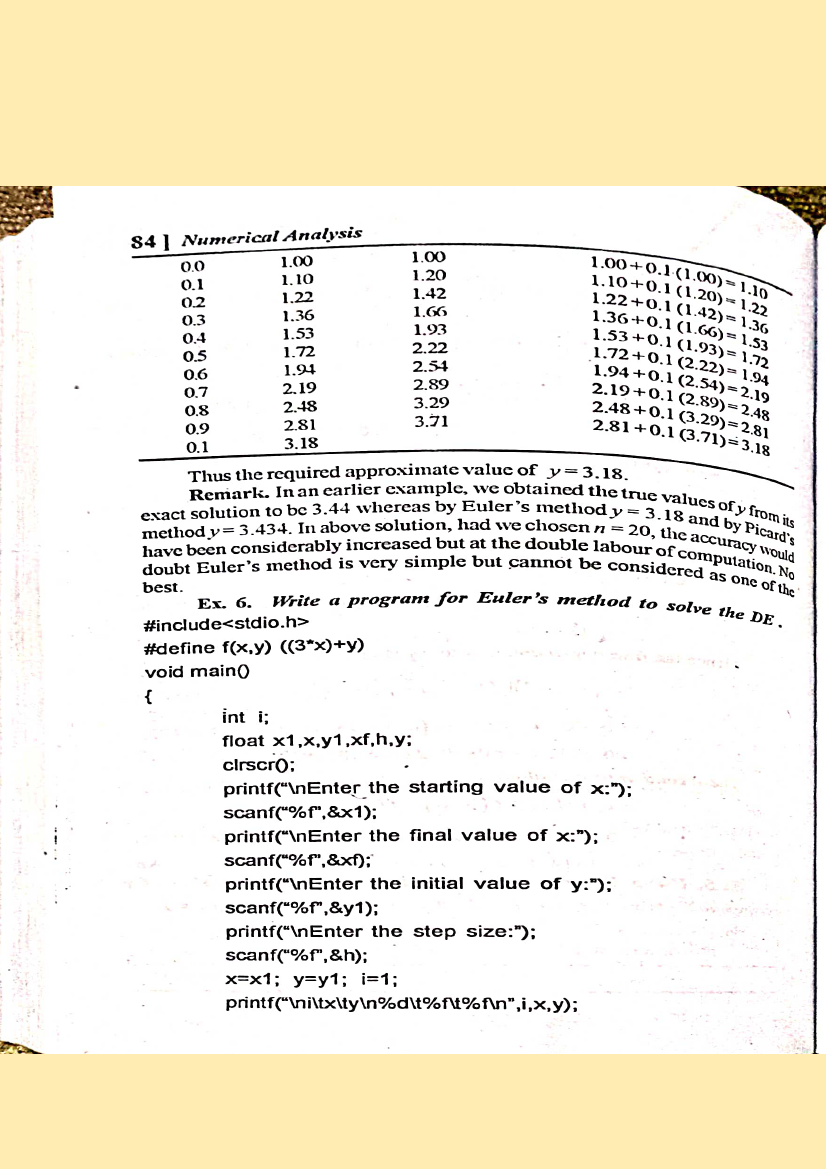 84 ] Numerical Analysis
0.0 1.00 1.00 1.00+0.1 (1.00)=1.10
0.1 1.10 1.20 1.10+0.1 (1.20)=1.22
0.2 1.22 1.42 1.22+0.1 (1.42)=1.36
0.3 1.36 1.66 1.36+0.1 (1.66)=1.53
0.4 1.53 1.93 1.53+0.1 (1.93)=1.72
0.5 1.72 2.22 1.72+0.1 (2.22)=1.94
0.6 1.94 2.54 1.94+0.1 (2.54)=2.19
0.7 2.19 2.89 2.19+0.1 (2.89)=2.48
0.8 2.48 3.29 2.48+0.1 (3.29)=2.81
0.9 2.81 3.71 2.81+0.1 (3.71)=3.18
0.1 3.18
Thus the required approximate value of y = 3.18.
Remark. In an earlier example, we obtained the true values of y from its
exact solution to be 3.44 whereas by Euler's method y = 3.18 and by Picard's
method y = 3.434. In above solution, had we chosen n = 20, the accuracy would
have been considerably increased but at the double labour of computation. No
doubt Euler's method is very simple but cannot be considered as one of the
best.
Ex. 6. Write a program for Euler's method to solve the DE .
#include<stdio.h>
#define f(x,y) ((3*x)+y)
void main()
{
int i;
float x1,x,y1,xf,h,y;
clrscr();
printf("\nEnter the starting value of x:");
scanf("%f",&x1);
printf("\nEnter the final value of x:");
scanf("%f",&xf);
printf("\nEnter the initial value of y:");
scanf("%f",&y1);
printf("\nEnter the step size:");
scanf("%f",&h);
x=x1; y=y1; i=1;
printf("\ni\tx\ty\n%d\t%f\t%f\n",i,x,y);